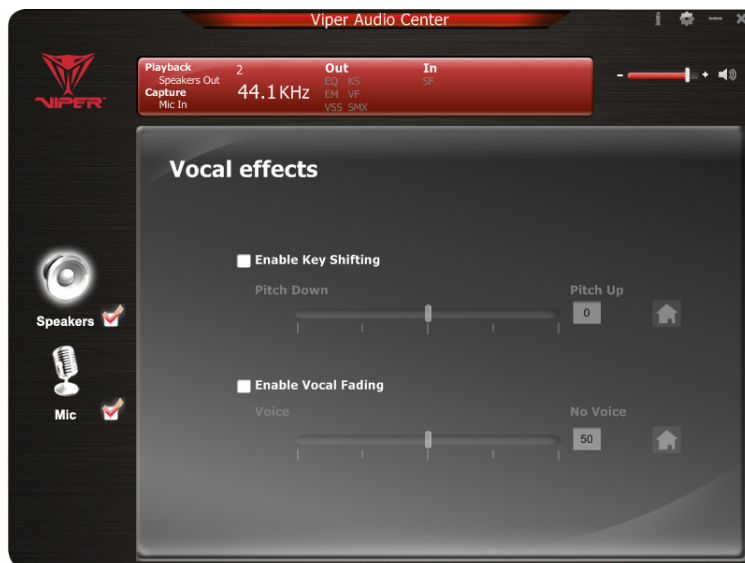 Viper Audio Center
Playback 2 Out In
Speakers Out EQ KS SF
Capture 44.1KHz EM VF
Mic In VSS SMX
VIPER
- +
Vocal effects
Enable Key Shifting
Pitch Down Pitch Up
0
Speakers
Enable Vocal Fading
Mic
Voice No Voice
50